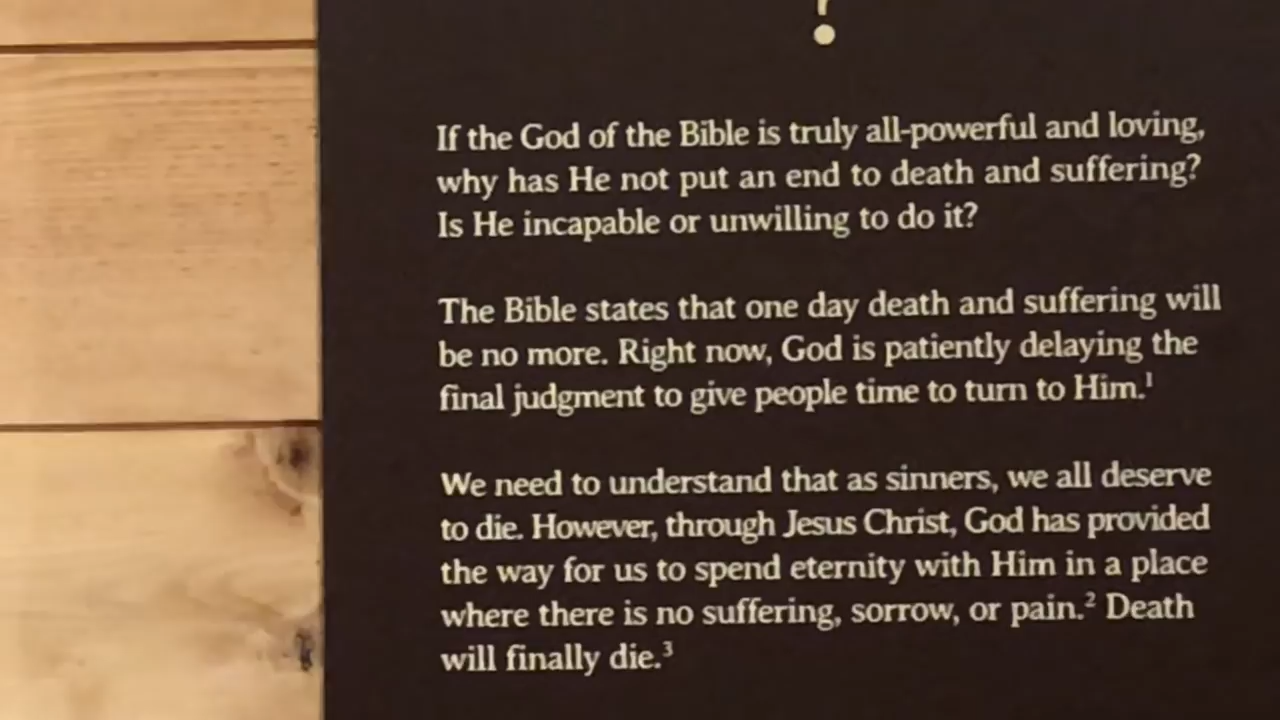 ?
If the God of the Bible is truly all-powerful and loving,
why has He not put an end to death and suffering?
Is He incapable or unwilling to do it?
The Bible states that one day death and suffering will
be no more. Right now, God is patiently delaying the
final judgment to give people time to turn to Him.¹
We need to understand that as sinners, we all deserve
to die. However, through Jesus Christ, God has provided
the way for us to spend eternity with Him in a place
where there is no suffering, sorrow, or pain.² Death
will finally die.³